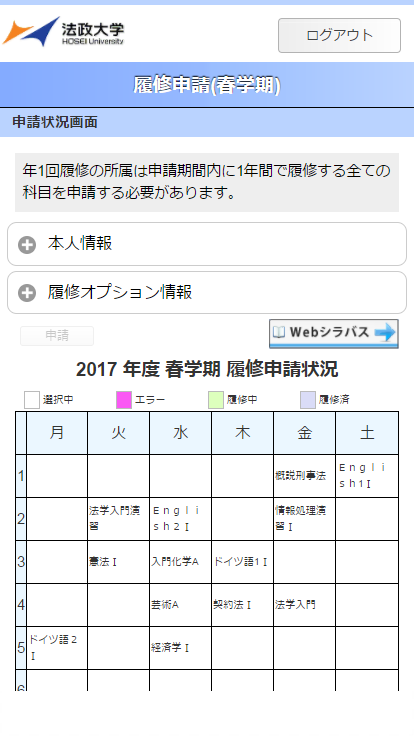 法政大学
HOSEI University
ログアウト
履修申請(春学期)
申請状況画面
年1回履修の所属は申請期間内に1年間で履修する全ての
科目を申請する必要があります。
本人情報
履修オプション情報
申請
Webシラバス
2017 年度 春学期 履修申請状況
選択中 エラー 履修中 履修済
月 火 水 木 金 土
1 概説刑事法 Ｅｎｇｌｉ
ｓｈ1Ⅰ
2 法学入門演 Ｅｎｇｌｉ 情報処理演
習 ｓｈ２Ⅰ 習Ⅰ
3 憲法Ⅰ 入門化学A ドイツ語1Ⅰ
4 芸術A 契約法Ⅰ 法学入門
5 ドイツ語２ 経済学Ⅰ
Ⅰ
6